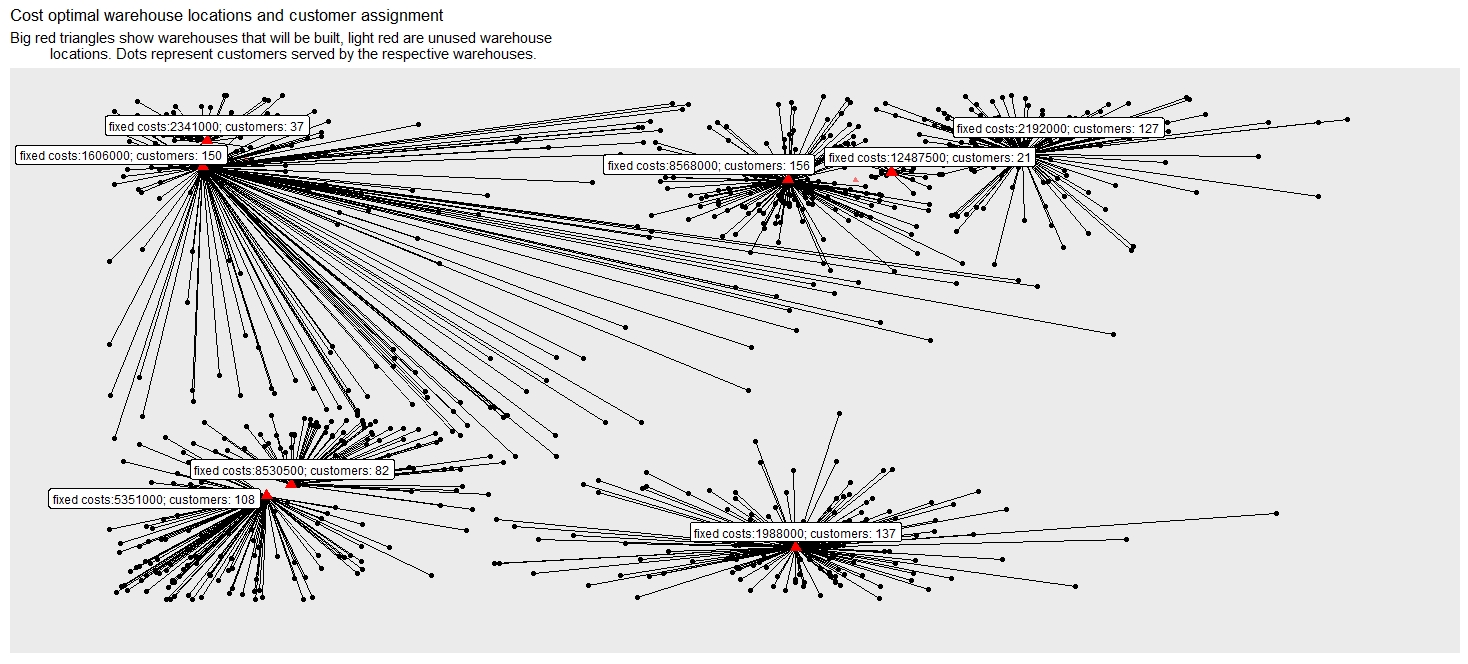 Cost optimal warehouse locations and customer assignment
Big red triangles show warehouses that will be built, light red are unused warehouse
locations. Dots represent customers served by the respective warehouses.
fixed costs:2341000; customers: 37
fixed costs:2192000; customers: 127
fixed costs:1606000; customers: 150
fixed costs:12487500; customers: 21
fixed costs:8568000; customers: 156
fixed costs:8530500; customers: 82
fixed costs:5351000; customers: 108
fixed costs:1988000; customers: 137